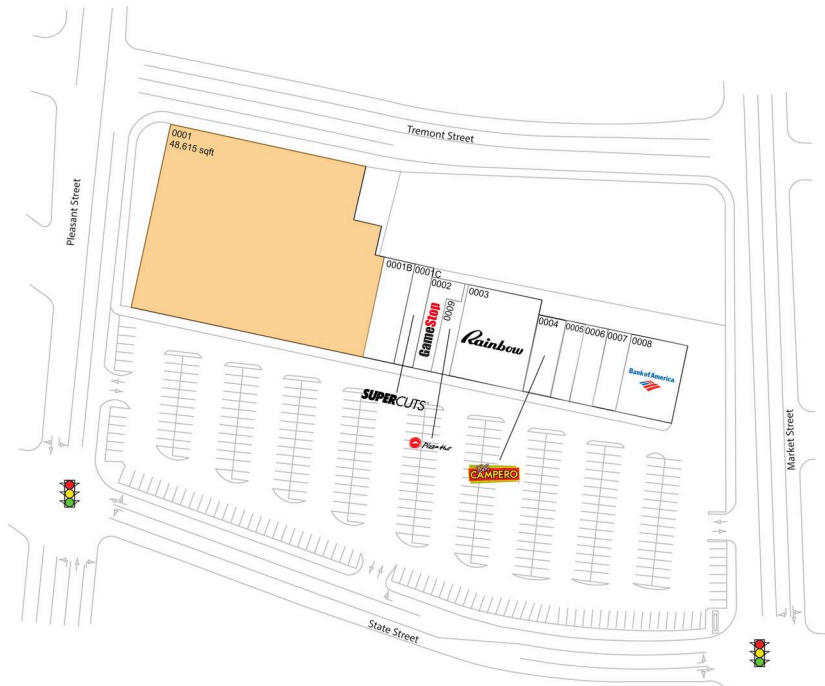 Tremont Street
0001
48,615 sqft
Pleasant Street
0001B
0001C
0002
0003
GameStop
0009
Rainbow
0004
0005
0006
0007
0008
Bank of America
SUPERCUTS
Pizza Hut
CAMPERO
Market Street
State Street